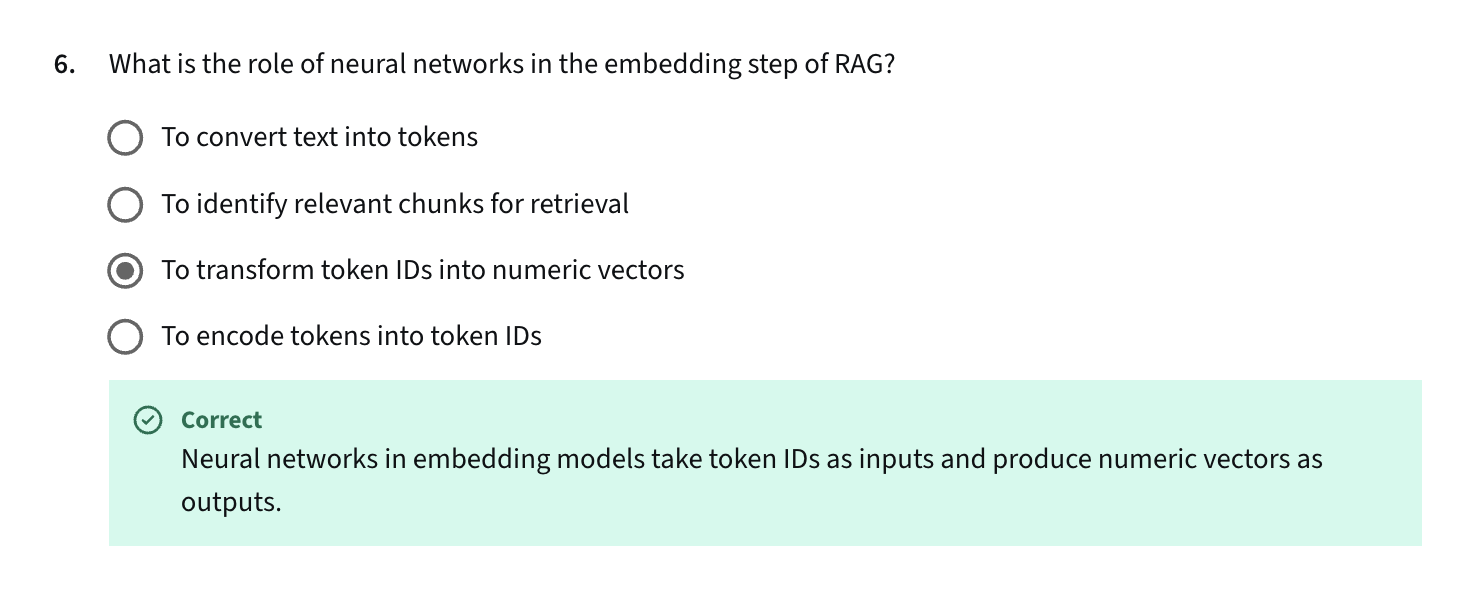 6. What is the role of neural networks in the embedding step of RAG?
To convert text into tokens
To identify relevant chunks for retrieval
To transform token IDs into numeric vectors
To encode tokens into token IDs
Correct
Neural networks in embedding models take token IDs as inputs and produce numeric vectors as
outputs.